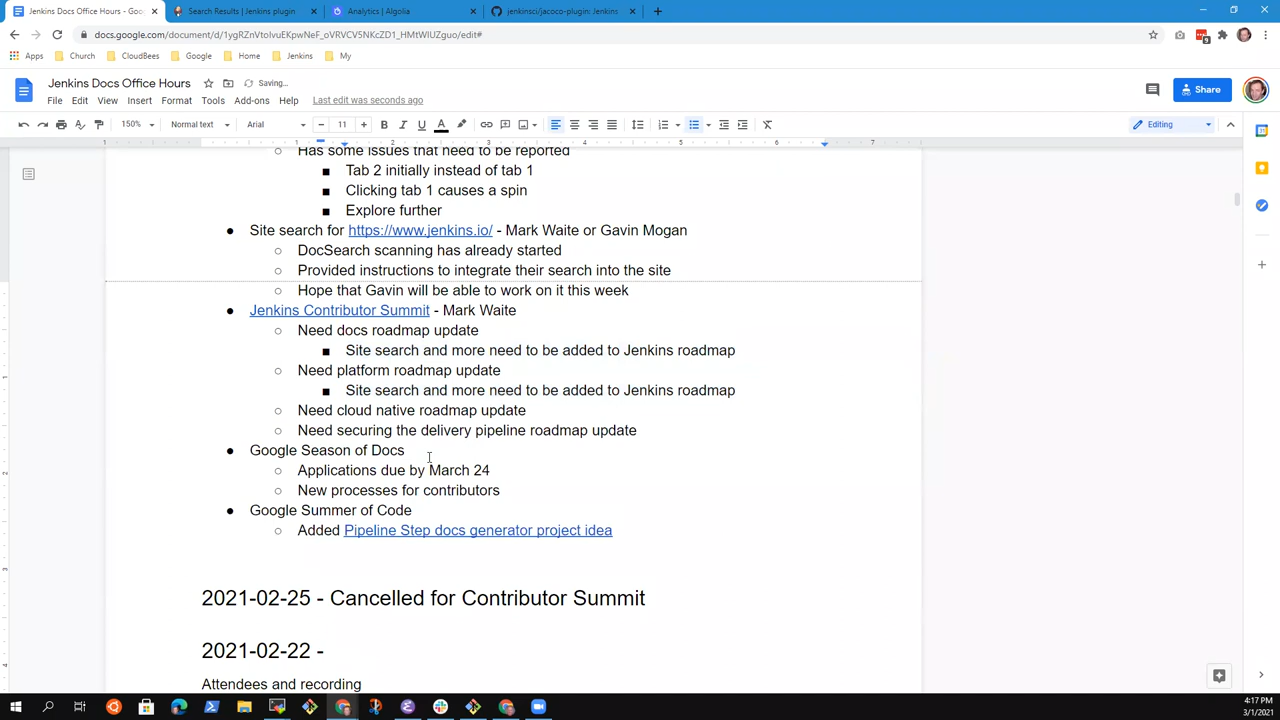 Jenkins Docs Office Hours - Goo
Search Results | Jenkins plugin
Analytics | Algolia
jenkinsci/jacoco-plugin: Jenkins
docs.google.com/document/d/1ygRZnVtolvuEKpwNeF_oVRVCV5NKcZD1_HMtWIUZguo/edit#
9
Apps
Church
CloudBees
Google
Home
Jenkins
My
Jenkins Docs Office Hours
Saving...
File Edit View Insert Format Tools Add-ons Help Last edit was seconds ago
Share
150% Normal text Arial 11 B I U A Editing
1 1 2 3 4 5 6 7
Has some issues that need to be reported
Tab 2 initially instead of tab 1
Clicking tab 1 causes a spin
Explore further
Site search for https://www.jenkins.io/ - Mark Waite or Gavin Mogan
DocSearch scanning has already started
Provided instructions to integrate their search into the site
Hope that Gavin will be able to work on it this week
Jenkins Contributor Summit - Mark Waite
Need docs roadmap update
Site search and more need to be added to Jenkins roadmap
Need platform roadmap update
Site search and more need to be added to Jenkins roadmap
Need cloud native roadmap update
Need securing the delivery pipeline roadmap update
Google Season of Docs
Applications due by March 24
New processes for contributors
Google Summer of Code
Added Pipeline Step docs generator project idea
2021-02-25 - Cancelled for Contributor Summit
2021-02-22 -
Attendees and recording
4:17 PM
3/1/2021